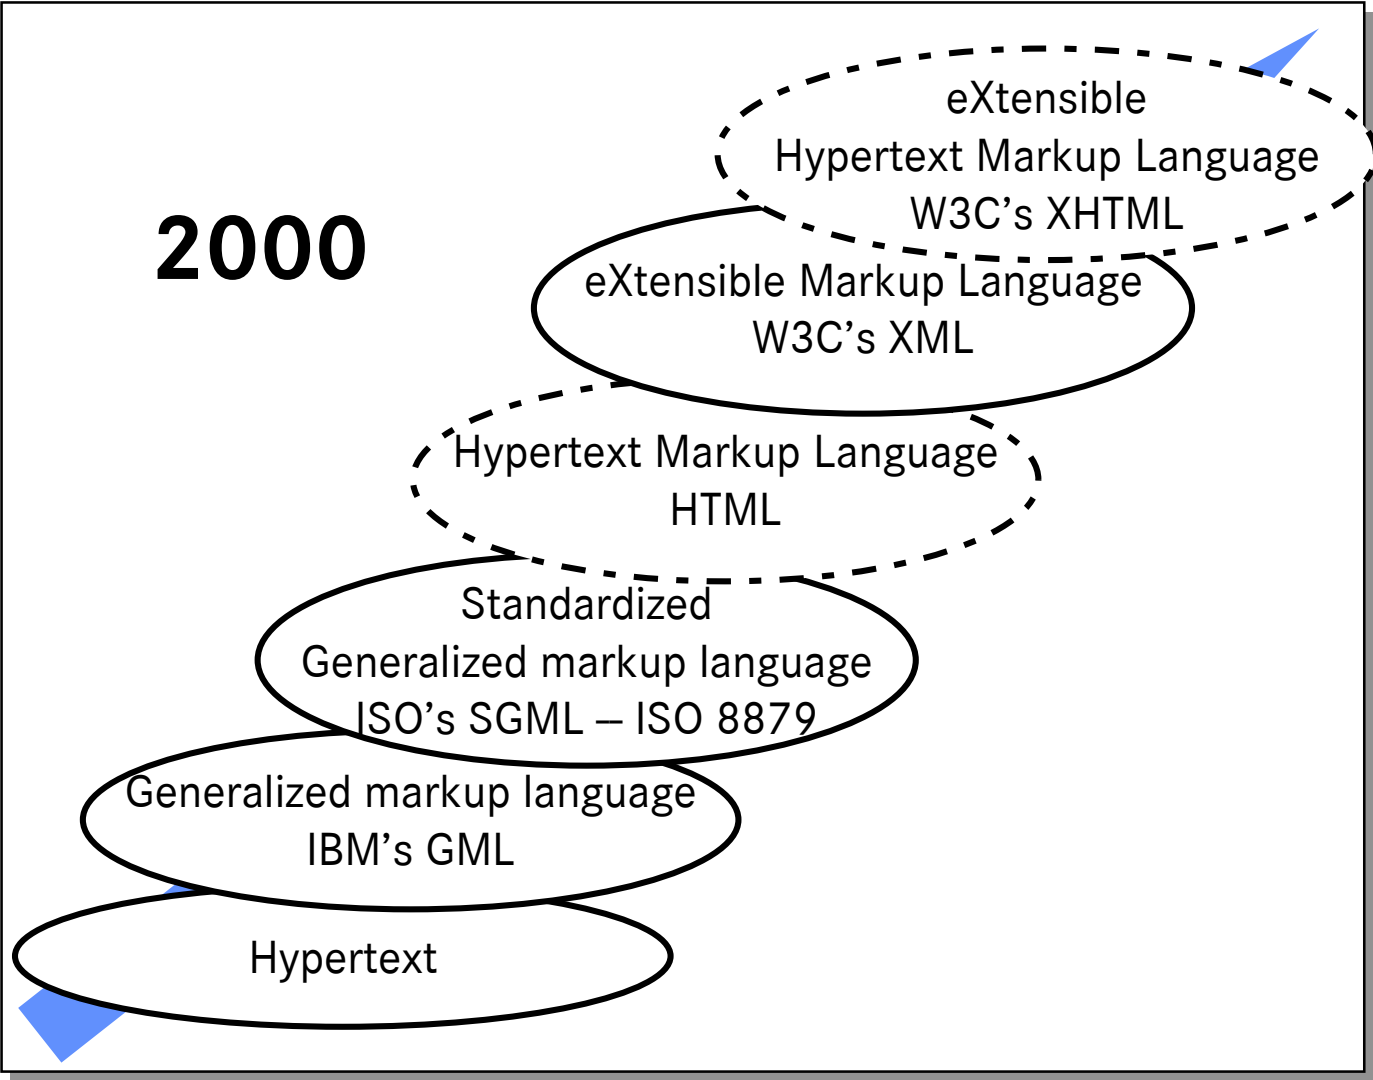 eXtensible
Hypertext Markup Language
W3C’s XHTML
2000
eXtensible Markup Language
W3C’s XML
Hypertext Markup Language
HTML
Standardized
Generalized markup language
ISO’s SGML – ISO 8879
Generalized markup language
IBM’s GML
Hypertext